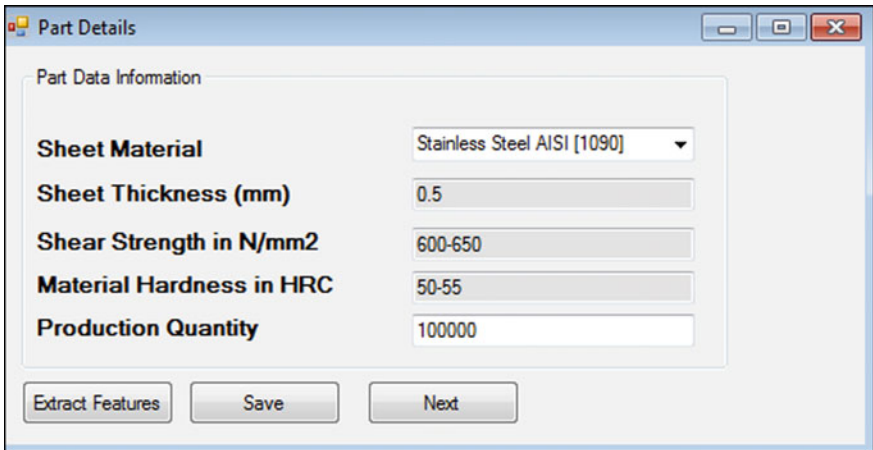 Part Details
Part Data Information
Sheet Material Stainless Steel AISI [1090]
Sheet Thickness (mm) 0.5
Shear Strength in N/mm2 600-650
Material Hardness in HRC 50-55
Production Quantity 100000
Extract Features Save Next